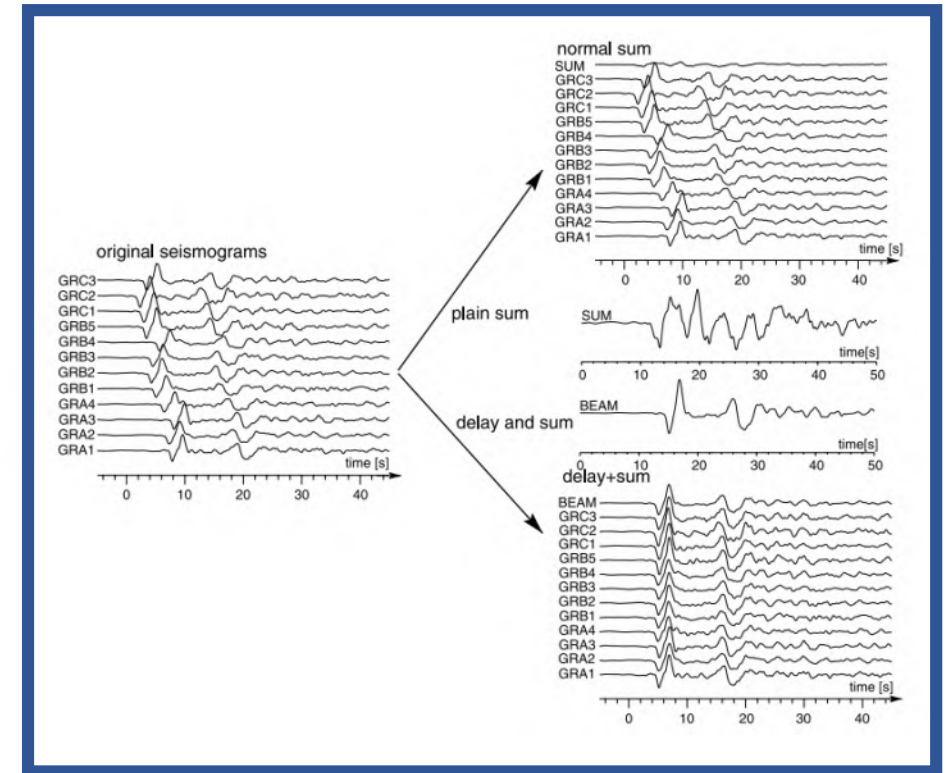 original seismograms
GRC3
GRC2
GRC1
GRB5
GRB4
GRB3
GRB2
GRB1
GRA4
GRA3
GRA2
GRA1
time [s]
0 10 20 30 40
plain sum
delay and sum
normal sum
SUM
GRC3
GRC2
GRC1
GRB5
GRB4
GRB3
GRB2
GRB1
GRA4
GRA3
GRA2
GRA1
time [s]
0 10 20 30 40
SUM
time[s]
0 10 20 30 40 50
BEAM
time[s]
0 10 20 30 40 50
delay+sum
BEAM
GRC3
GRC2
GRC1
GRB5
GRB4
GRB3
GRB2
GRB1
GRA4
GRA3
GRA2
GRA1
time [s]
0 10 20 30 40